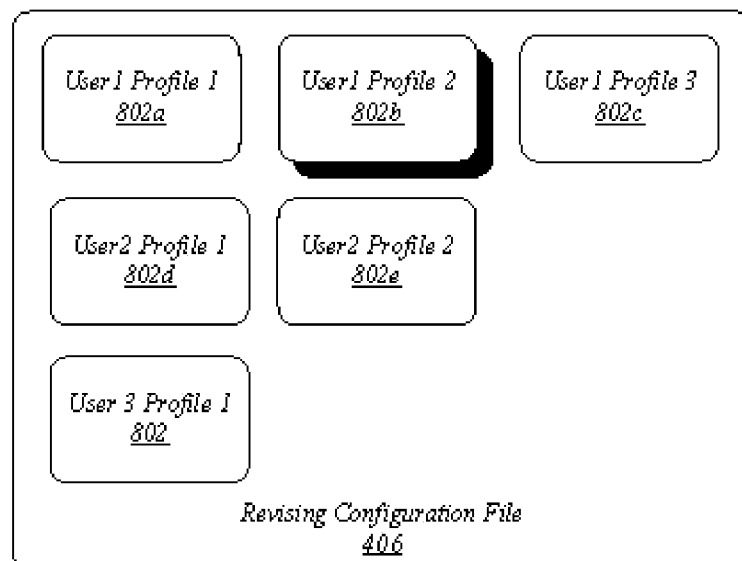 User1 Profile 1
802a
User1 Profile 2
802b
User1 Profile 3
802c
User2 Profile 1
802d
User2 Profile 2
802e
User 3 Profile 1
802
Revising Configuration File
406